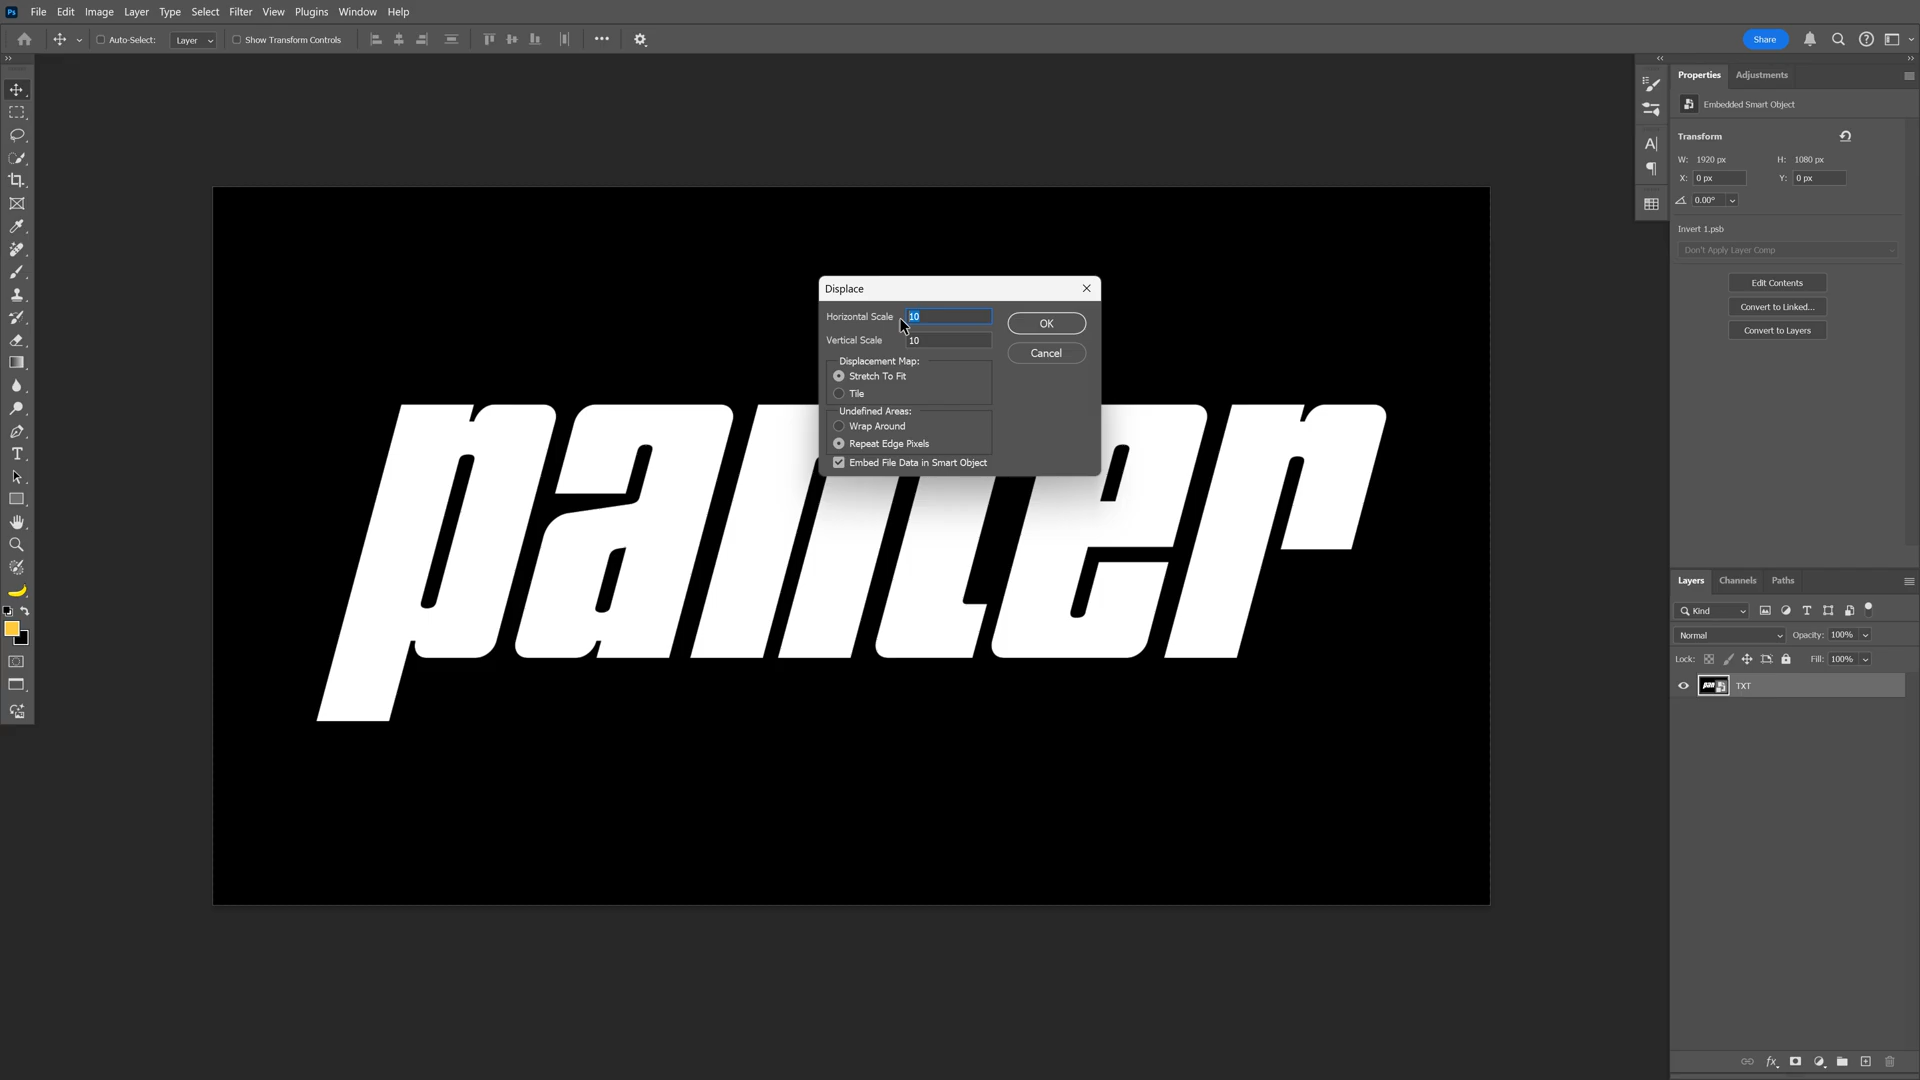 Ps File Edit Image Layer Type Select Filter View Plugins Window Help
Auto-Select: Layer Show Transform Controls Share
Properties Adjustments
Embedded Smart Object
Transform
W: 1920 px H: 1080 px
X: 0 px Y: 0 px
0.00°
Invert 1.psb
Don't Apply Layer Comp
Edit Contents
Convert to Linked...
Convert to Layers
Displace
Horizontal Scale 10 OK
Vertical Scale 10 Cancel
Displacement Map:
Stretch To Fit
Tile
Undefined Areas:
Wrap Around
Repeat Edge Pixels
Embed File Data in Smart Object
Layers Channels Paths
Kind
Normal Opacity: 100%
Lock: Fill: 100%
TXT